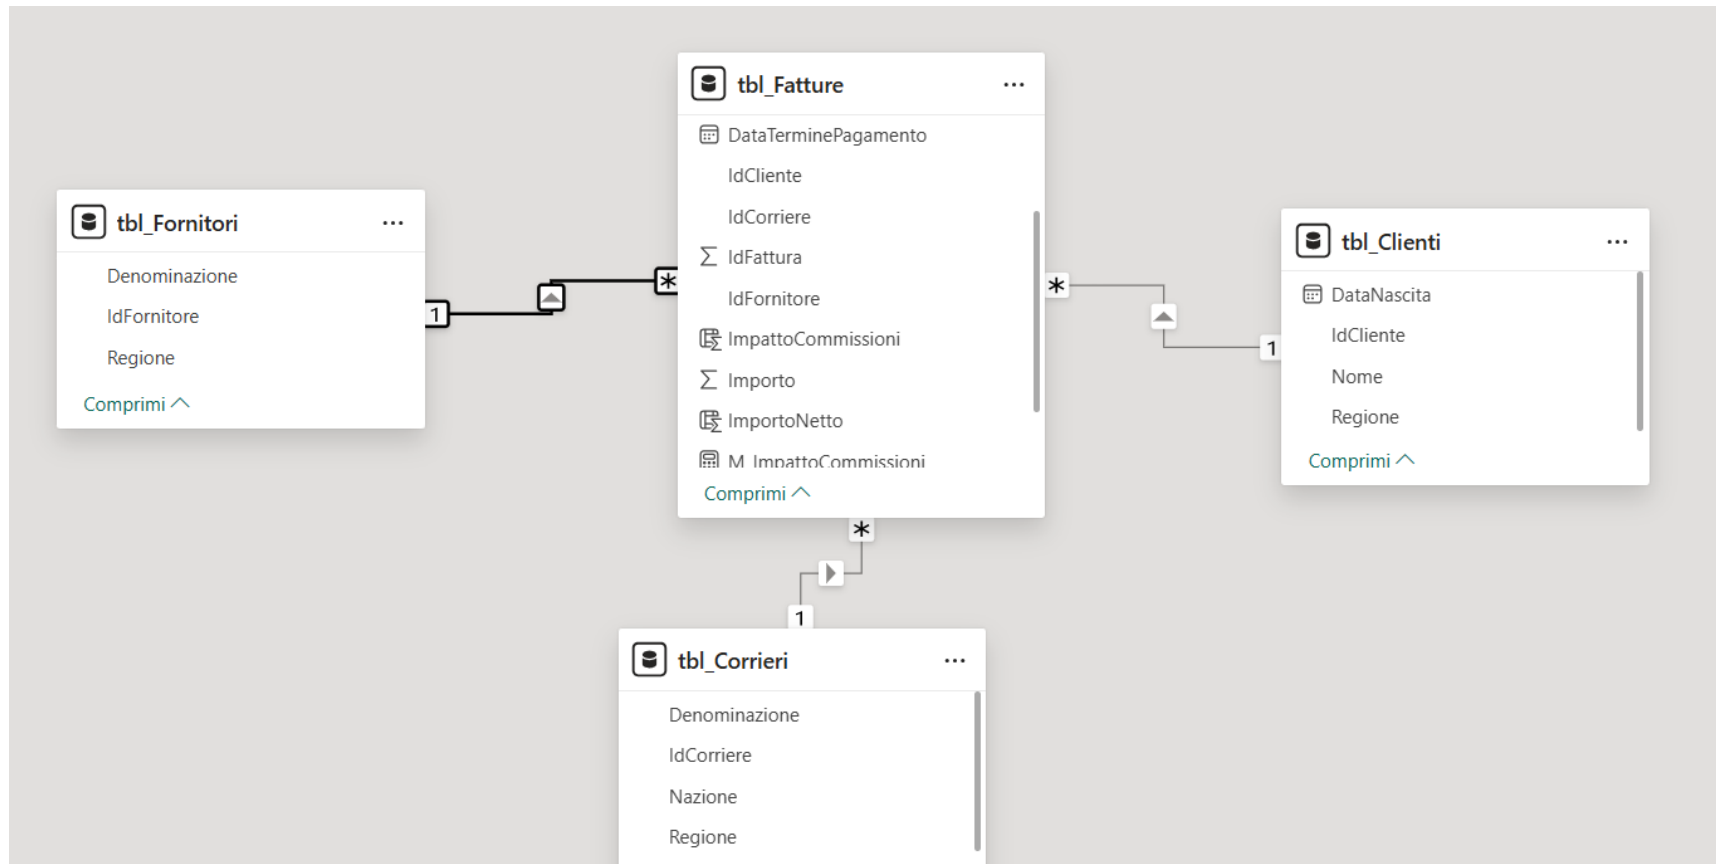 tbl_Fatture
DataTerminePagamento
IdCliente
IdCorriere
IdFattura
IdFornitore
ImpattoCommissioni
Importo
ImportoNetto
M_ImpattoCommissioni
Comprimi
tbl_Fornitori
Denominazione
IdFornitore
Regione
Comprimi
1
*
*
1
tbl_Clienti
DataNascita
IdCliente
Nome
Regione
Comprimi
*
1
tbl_Corrieri
Denominazione
IdCorriere
Nazione
Regione